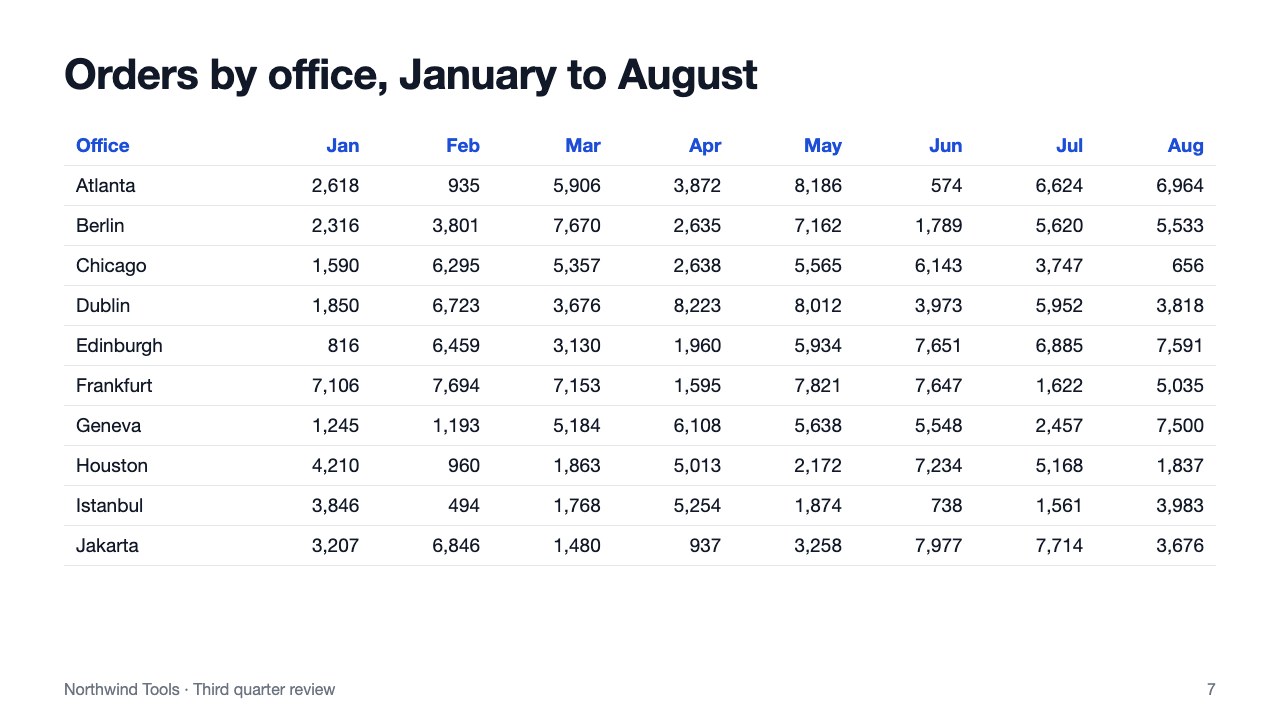 Orders by office, January to August
Office Jan Feb Mar Apr May Jun Jul Aug
Atlanta 2,618 935 5,906 3,872 8,186 574 6,624 6,964
Berlin 2,316 3,801 7,670 2,635 7,162 1,789 5,620 5,533
Chicago 1,590 6,295 5,357 2,638 5,565 6,143 3,747 656
Dublin 1,850 6,723 3,676 8,223 8,012 3,973 5,952 3,818
Edinburgh 816 6,459 3,130 1,960 5,934 7,651 6,885 7,591
Frankfurt 7,106 7,694 7,153 1,595 7,821 7,647 1,622 5,035
Geneva 1,245 1,193 5,184 6,108 5,638 5,548 2,457 7,500
Houston 4,210 960 1,863 5,013 2,172 7,234 5,168 1,837
Istanbul 3,846 494 1,768 5,254 1,874 738 1,561 3,983
Jakarta 3,207 6,846 1,480 937 3,258 7,977 7,714 3,676
Northwind Tools · Third quarter review 7